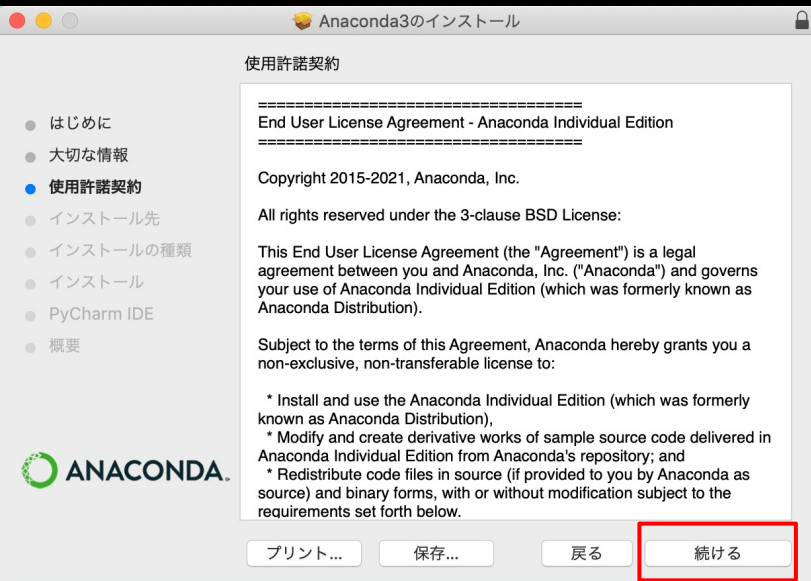 Anaconda3のインストール
使用許諾契約
はじめに
大切な情報
使用許諾契約
インストール先
インストールの種類
インストール
PyCharm IDE
概要
ANACONDA.
===================================
End User License Agreement - Anaconda Individual Edition
===================================
Copyright 2015-2021, Anaconda, Inc.
All rights reserved under the 3-clause BSD License:
This End User License Agreement (the "Agreement") is a legal
agreement between you and Anaconda, Inc. ("Anaconda") and governs
your use of Anaconda Individual Edition (which was formerly known as
Anaconda Distribution).
Subject to the terms of this Agreement, Anaconda hereby grants you a
non-exclusive, non-transferable license to:
* Install and use the Anaconda Individual Edition (which was formerly
known as Anaconda Distribution),
* Modify and create derivative works of sample source code delivered in
Anaconda Individual Edition from Anaconda's repository; and
* Redistribute code files in source (if provided to you by Anaconda as
source) and binary forms, with or without modification subject to the
requirements set forth below.
プリント... 保存... 戻る 続ける